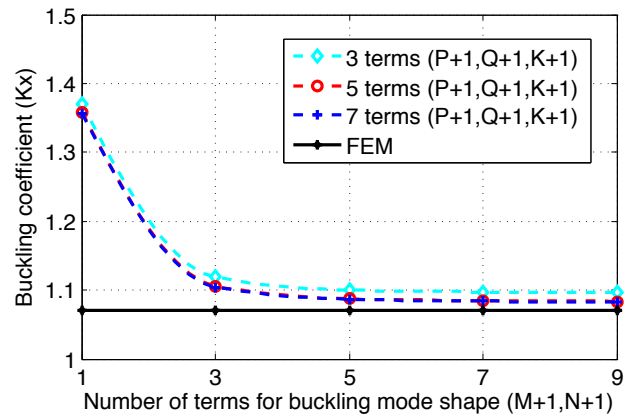 1.5
1.4
1.3
1.2
1.1
1
Buckling coefficient (Kx)
3 terms (P+1,Q+1,K+1)
5 terms (P+1,Q+1,K+1)
7 terms (P+1,Q+1,K+1)
FEM
1 3 5 7 9
Number of terms for buckling mode shape (M+1,N+1)